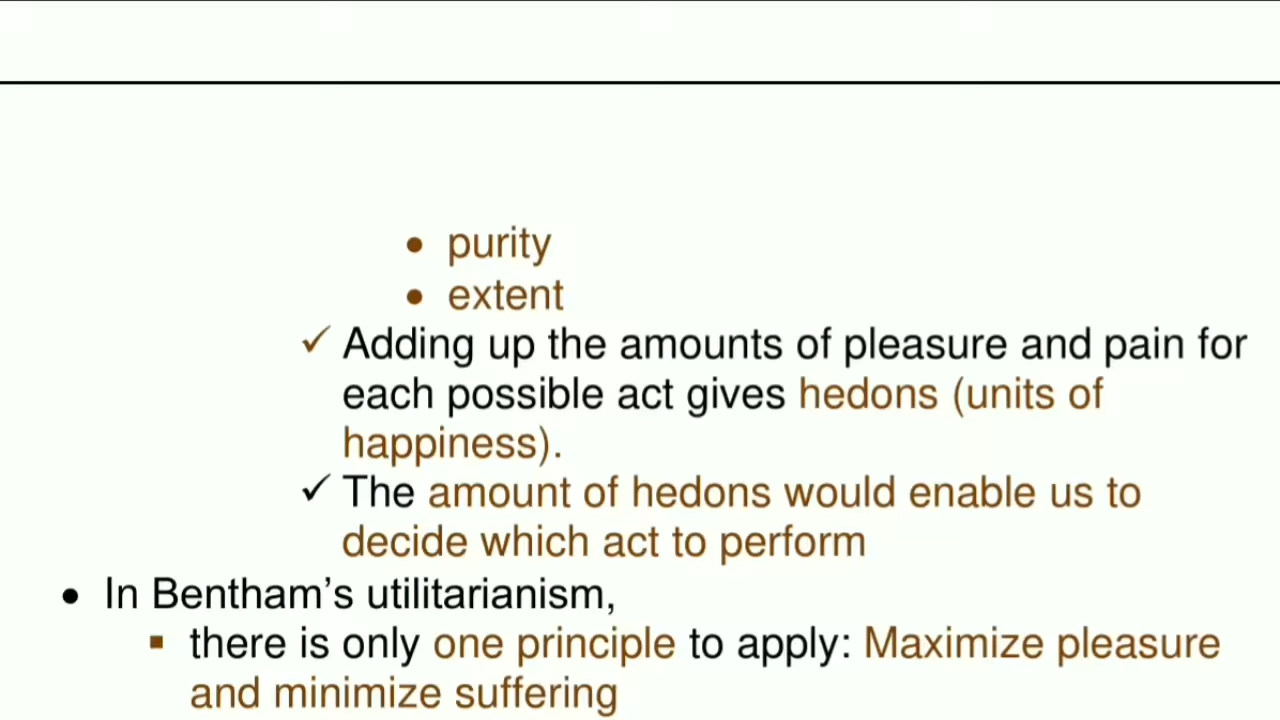 • purity
• extent
✓ Adding up the amounts of pleasure and pain for
each possible act gives hedons (units of
happiness).
✓ The amount of hedons would enable us to
decide which act to perform
• In Bentham’s utilitarianism,
▪ there is only one principle to apply: Maximize pleasure
and minimize suffering